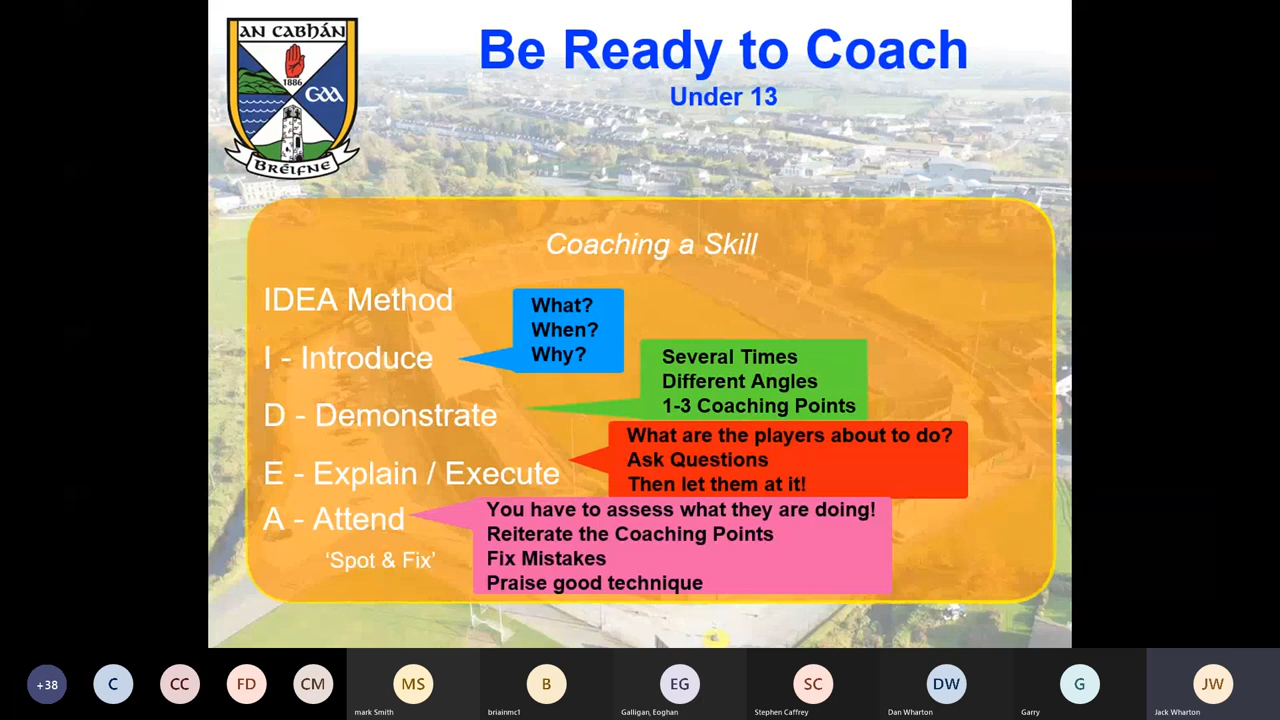 AN CABHÁN
1886
GAA
BRÉIFNE
Be Ready to Coach
Under 13
Coaching a Skill
IDEA Method
What?
When?
Why?
I - Introduce
Several Times
Different Angles
1-3 Coaching Points
D - Demonstrate
What are the players about to do?
Ask Questions
Then let them at it!
E - Explain / Execute
You have to assess what they are doing!
Reiterate the Coaching Points
Fix Mistakes
Praise good technique
A - Attend
‘Spot & Fix’
+38
C
CC
FD
CM
MS
mark Smith
B
briainmc1
EG
Galligan, Eoghan
SC
Stephen Caffrey
DW
Dan Wharton
G
Garry
JW
Jack Wharton